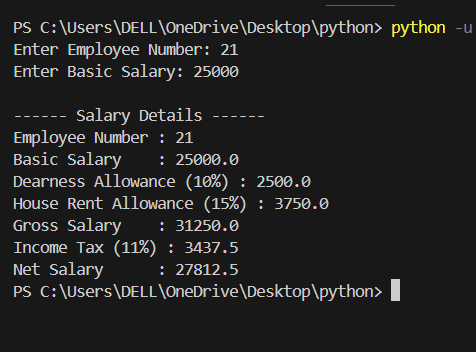 PS C:\Users\DELL\OneDrive\Desktop\python> python -u
Enter Employee Number: 21
Enter Basic Salary: 25000

------ Salary Details ------
Employee Number : 21
Basic Salary    : 25000.0
Dearness Allowance (10%) : 2500.0
House Rent Allowance (15%) : 3750.0
Gross Salary    : 31250.0
Income Tax (11%) : 3437.5
Net Salary      : 27812.5
PS C:\Users\DELL\OneDrive\Desktop\python>